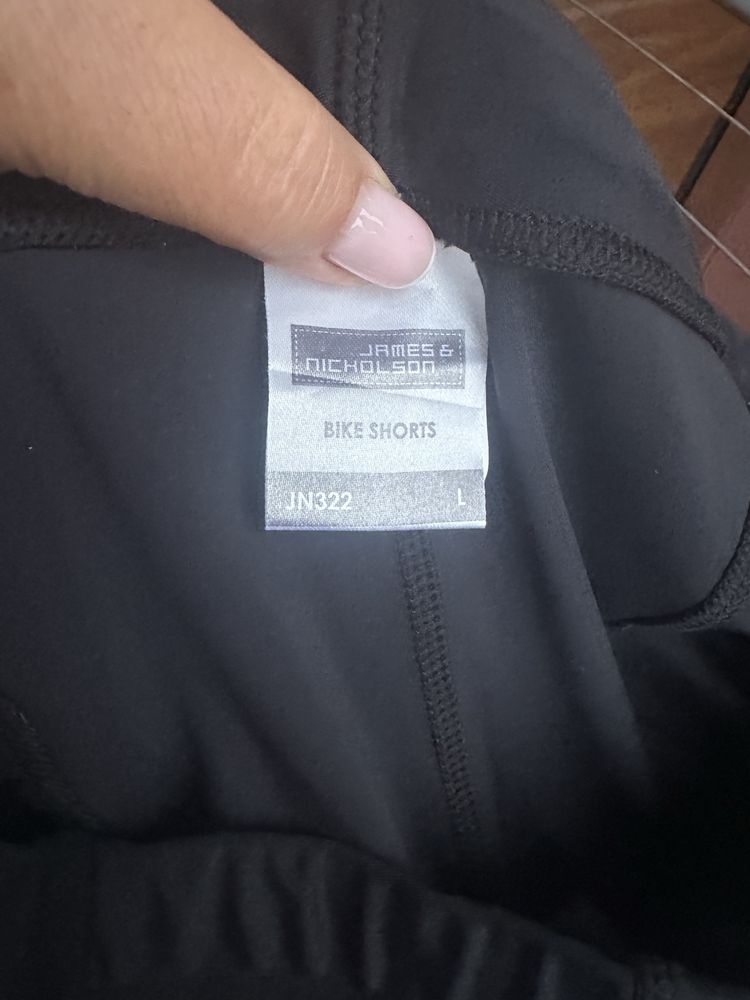 JAMES &
NICHOLSON
BIKE SHORTS
JN322 L